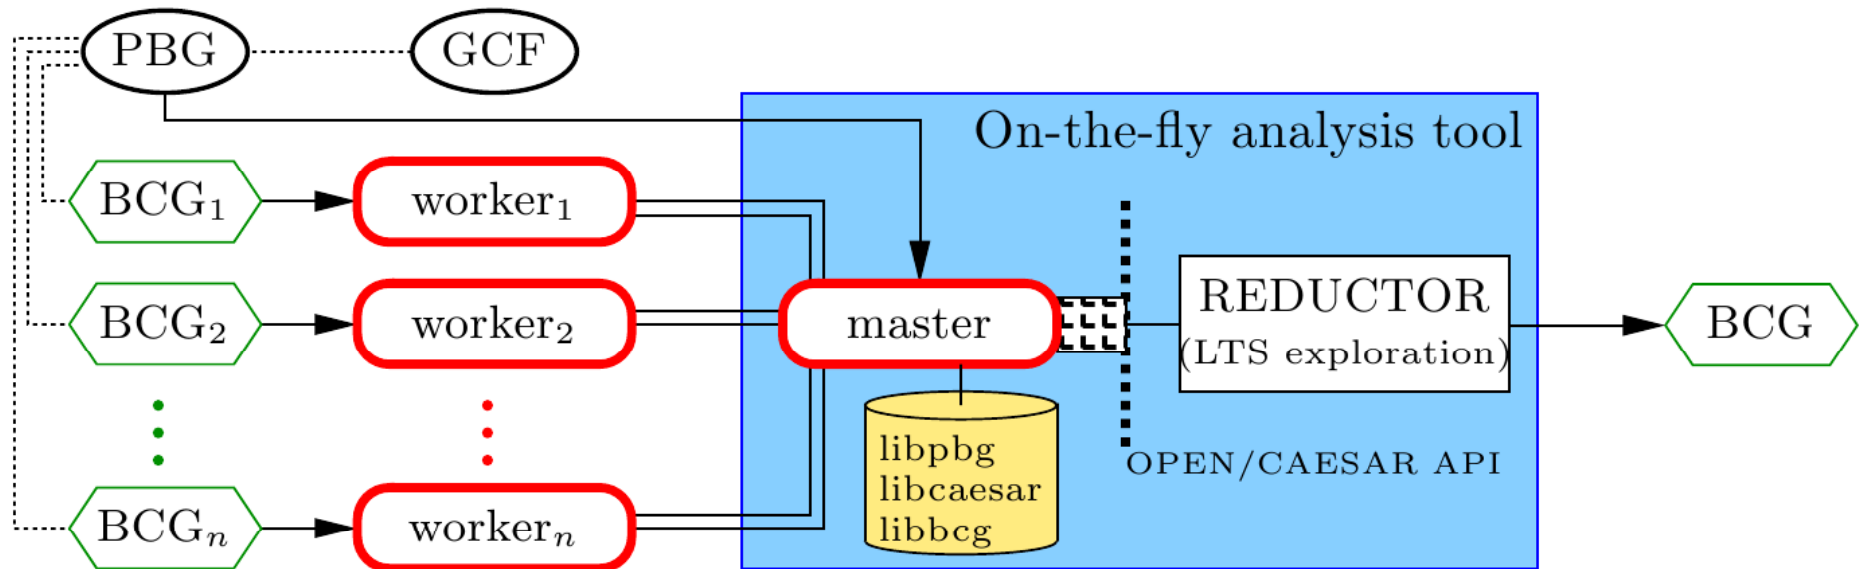 PBG
GCF
On-the-fly analysis tool
BCG₁
worker₁
BCG₂
worker₂
master
REDUCTOR
(LTS exploration)
BCG
libpbg
libcaesar
libbcg
OPEN/CAESAR API
BCGₙ
workerₙ